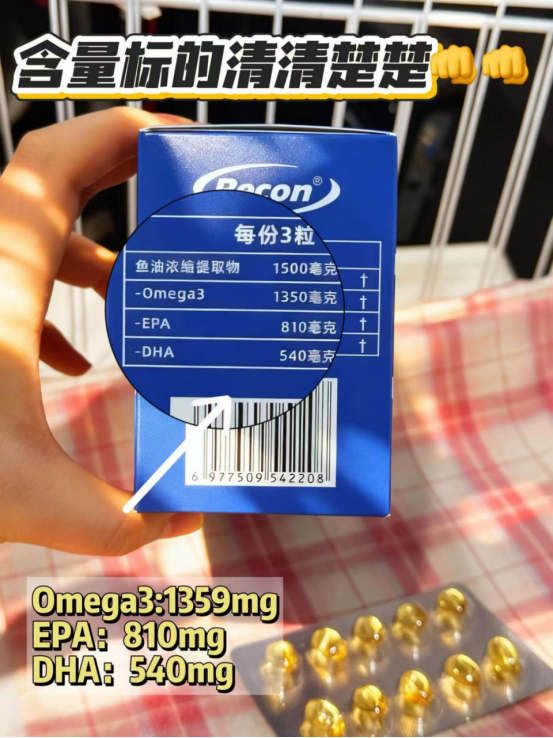 含量标的清清楚楚
Recon®
每份3粒
鱼油浓缩提取物 1500毫克 †
-Omega3 1350毫克 †
-EPA 810毫克 †
-DHA 540毫克 †
6 977509 542208
Omega3:1359mg
EPA：810mg
DHA：540mg